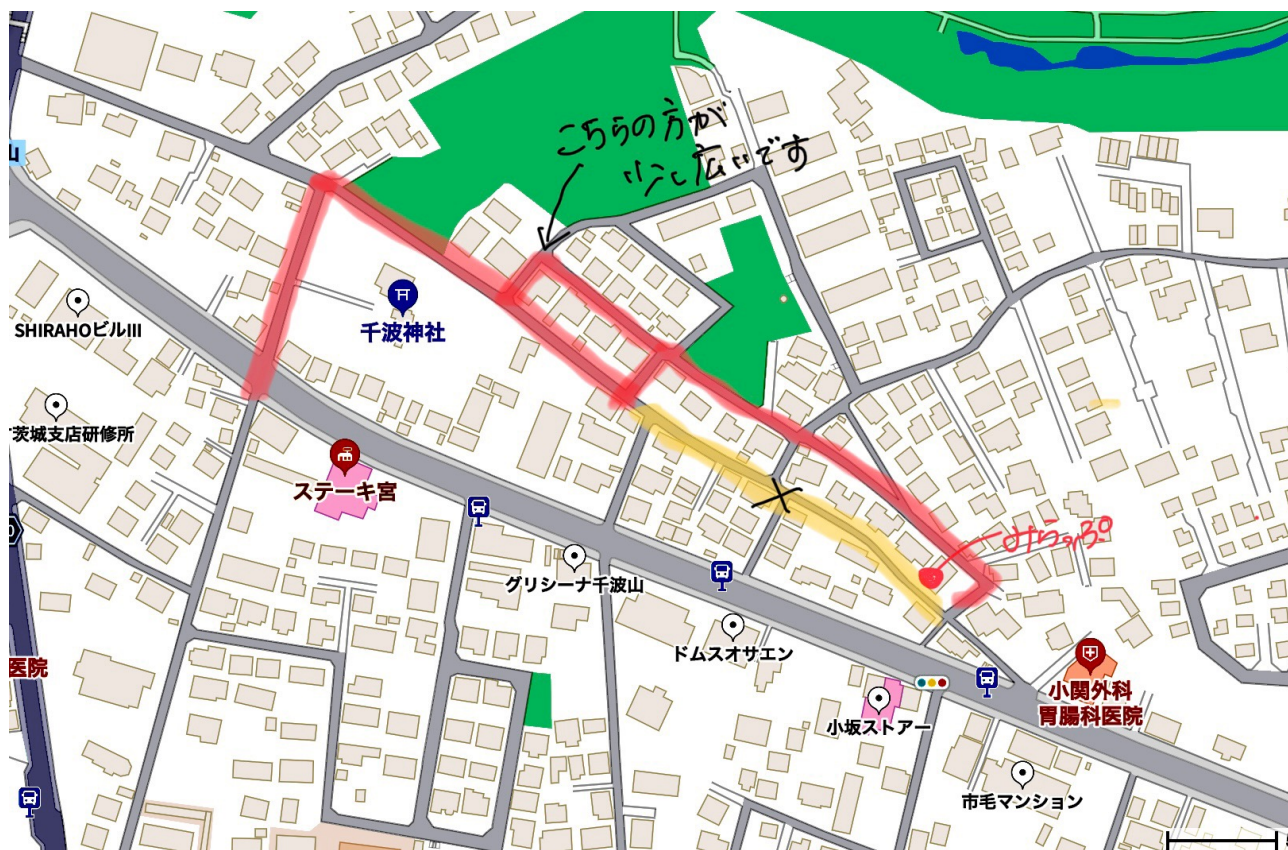 こちらの方が
少し広いです
山
千波神社
SHIRAHOビルIII
茨城支店研修所
ステーキ宮
グリシーナ千波山
みらっぷ
ドムスオサエン
医院
小関外科
胃腸科医院
小坂ストアー
市毛マンション